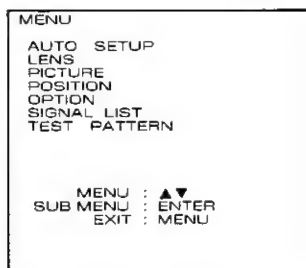 MENU
AUTO SETUP
LENS
PICTURE
POSITION
OPTION
SIGNAL LIST
TEST PATTERN
MENU : ▲▼
SUB MENU : ENTER
EXIT : MENU